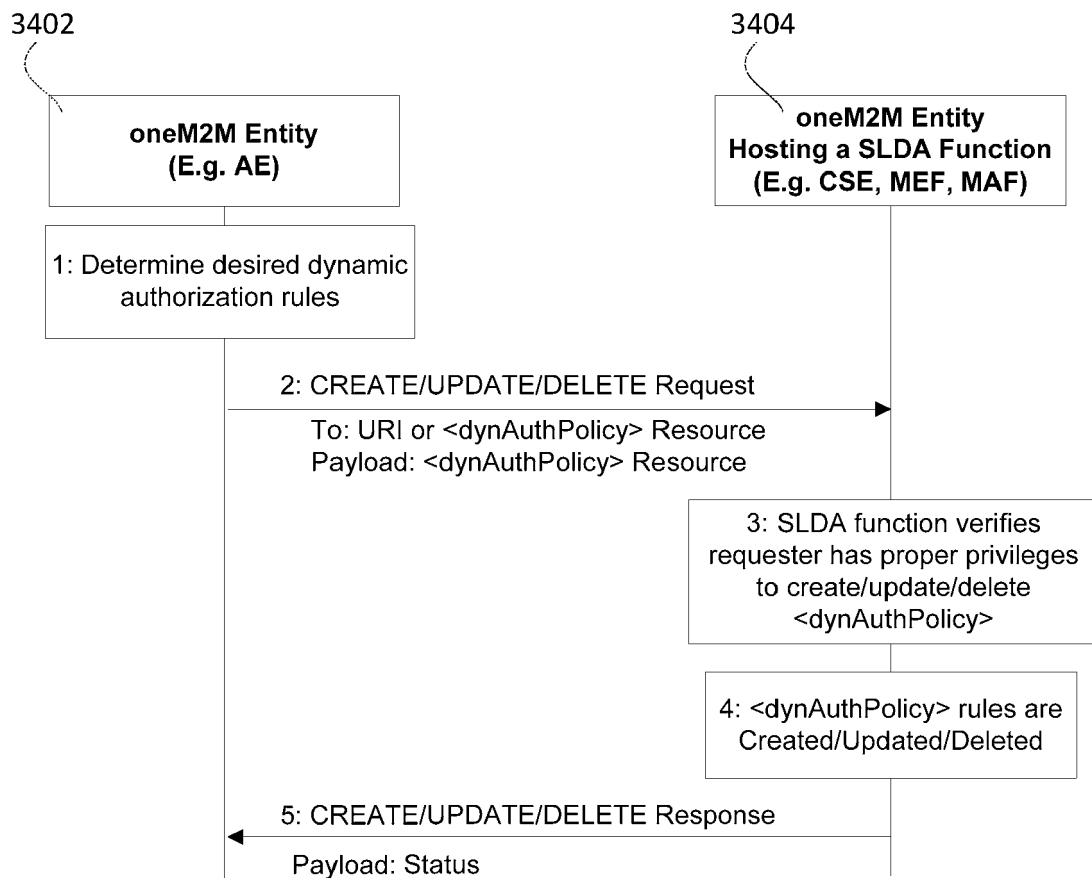 3402
3404
oneM2M Entity
(E.g. AE)
oneM2M Entity
Hosting a SLDA Function
(E.g. CSE, MEF, MAF)
1: Determine desired dynamic
authorization rules
2: CREATE/UPDATE/DELETE Request
To: URI or <dynAuthPolicy> Resource
Payload: <dynAuthPolicy> Resource
3: SLDA function verifies
requester has proper privileges
to create/update/delete
<dynAuthPolicy>
4: <dynAuthPolicy> rules are
Created/Updated/Deleted
5: CREATE/UPDATE/DELETE Response
Payload: Status